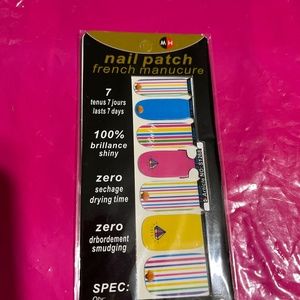 WH
nail patch
french manucure
7
tenus 7 jours
lasts 7 days
100%
brillance
shiny
zero
sechage
drying time
zero
drbordement
smudging
SPEC: